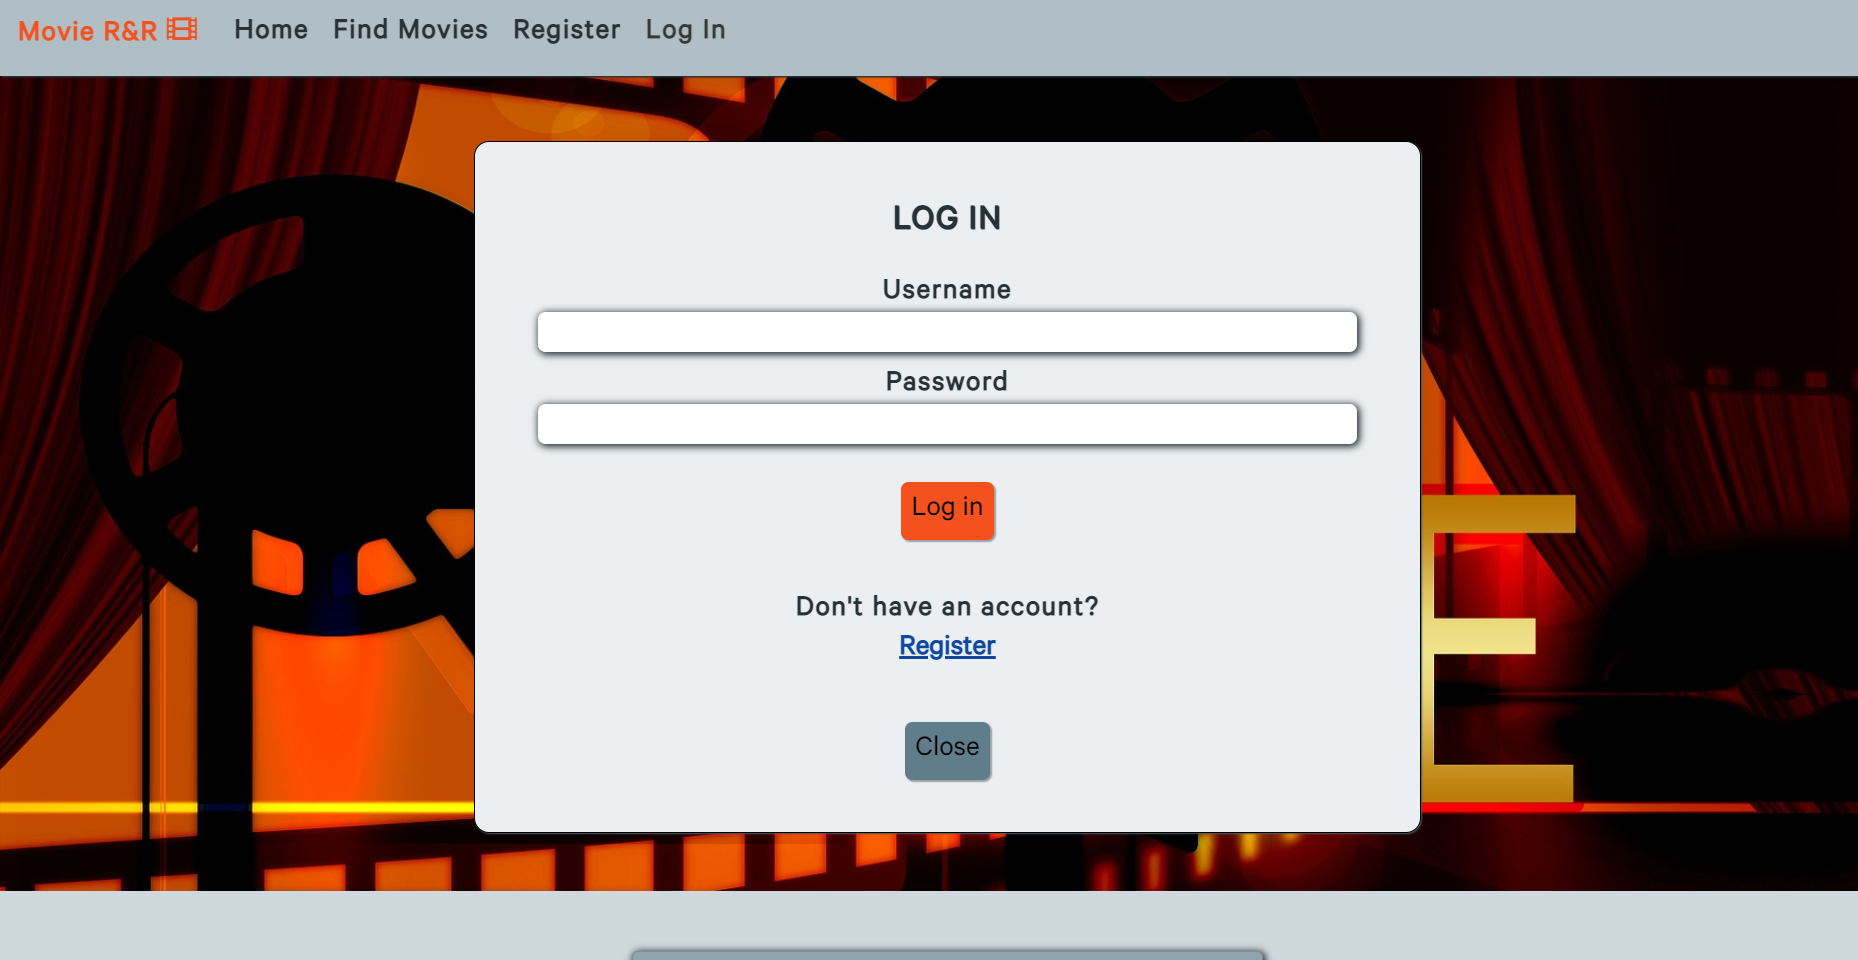 Movie R&R Home Find Movies Register Log In
LOG IN
Username
Password
Log in
Don't have an account?
Register
Close
E